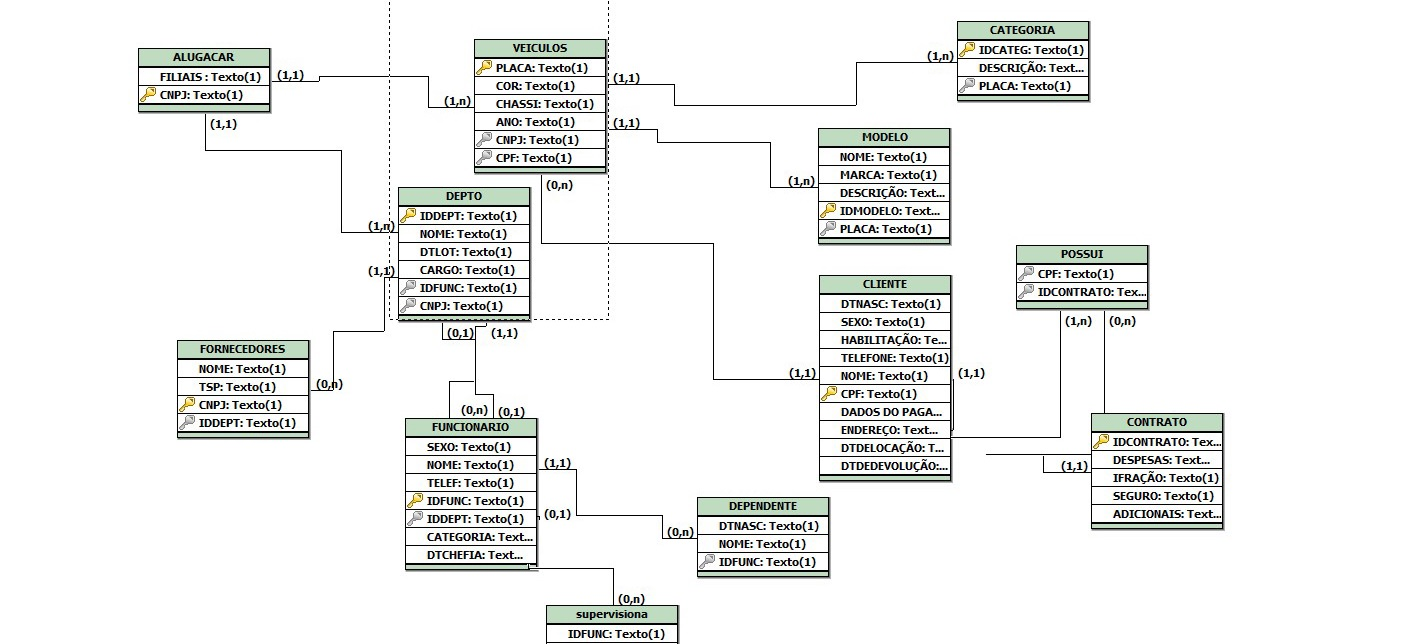 ALUGACAR
FILIAIS : Texto(1)
CNPJ: Texto(1)
(1,1)
(1,1)
VEICULOS
PLACA: Texto(1)
COR: Texto(1)
CHASSI: Texto(1)
ANO: Texto(1)
CNPJ: Texto(1)
CPF: Texto(1)
(1,n)
(1,1)
(1,1)
(0,n)
CATEGORIA
IDCATEG: Texto(1)
DESCRIÇÃO: Text...
PLACA: Texto(1)
(1,n)
MODELO
NOME: Texto(1)
MARCA: Texto(1)
DESCRIÇÃO: Text...
IDMODELO: Text...
PLACA: Texto(1)
(1,n)
DEPTO
IDDEPT: Texto(1)
NOME: Texto(1)
DTLOT: Texto(1)
CARGO: Texto(1)
IDFUNC: Texto(1)
CNPJ: Texto(1)
(1,n)
(1,1)
(0,1)
(1,1)
POSSUI
CPF: Texto(1)
IDCONTRATO: Tex...
(1,n)
(0,n)
CLIENTE
DTNASC: Texto(1)
SEXO: Texto(1)
HABILITAÇÃO: Te...
TELEFONE: Texto(1)
NOME: Texto(1)
CPF: Texto(1)
DADOS DO PAGA...
ENDEREÇO: Text...
DTDELOCAÇÃO: T...
DTDEDEVOLUÇÃO:...
(1,1)
(1,1)
FORNECEDORES
NOME: Texto(1)
TSP: Texto(1)
CNPJ: Texto(1)
IDDEPT: Texto(1)
(0,n)
FUNCIONARIO
SEXO: Texto(1)
NOME: Texto(1)
TELEF: Texto(1)
IDFUNC: Texto(1)
IDDEPT: Texto(1)
CATEGORIA: Text...
DTCHEFIA: Text...
(0,n)
(0,1)
(1,1)
(0,1)
CONTRATO
IDCONTRATO: Tex...
DESPESAS: Text...
IFRAÇÃO: Texto(1)
SEGURO: Texto(1)
ADICIONAIS: Text...
(1,1)
DEPENDENTE
DTNASC: Texto(1)
NOME: Texto(1)
IDFUNC: Texto(1)
(0,n)
(0,n)
supervisiona
IDFUNC: Texto(1)